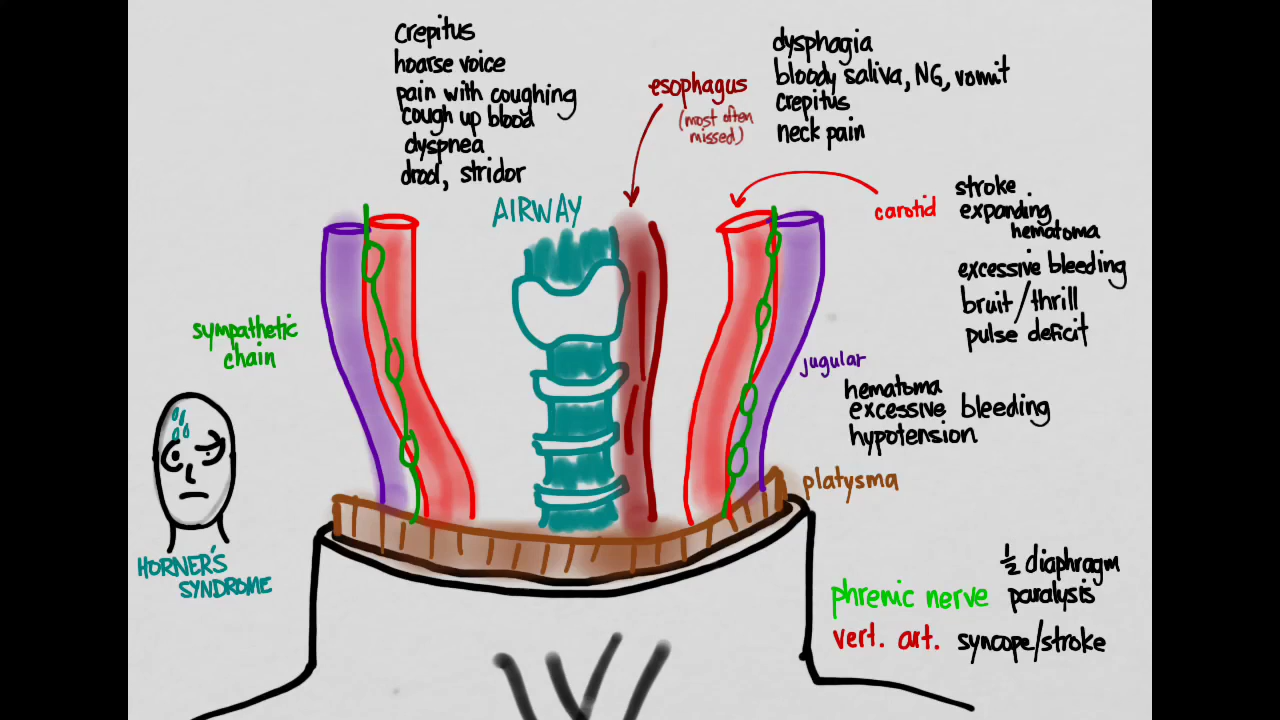 crepitus
hoarse voice
pain with coughing
cough up blood
dyspnea
drool, stridor
AIRWAY
esophagus
(most often
missed)
dysphagia
bloody saliva, NG, vomit
crepitus
neck pain
carotid
stroke
expanding
hematoma
excessive bleeding
bruit/thrill
pulse deficit
sympathetic
chain
jugular
hematoma
excessive bleeding
hypotension
platysma
HORNER'S
SYNDROME
phrenic nerve
1/2 diaphragm
paralysis
vert. art.
syncope/stroke